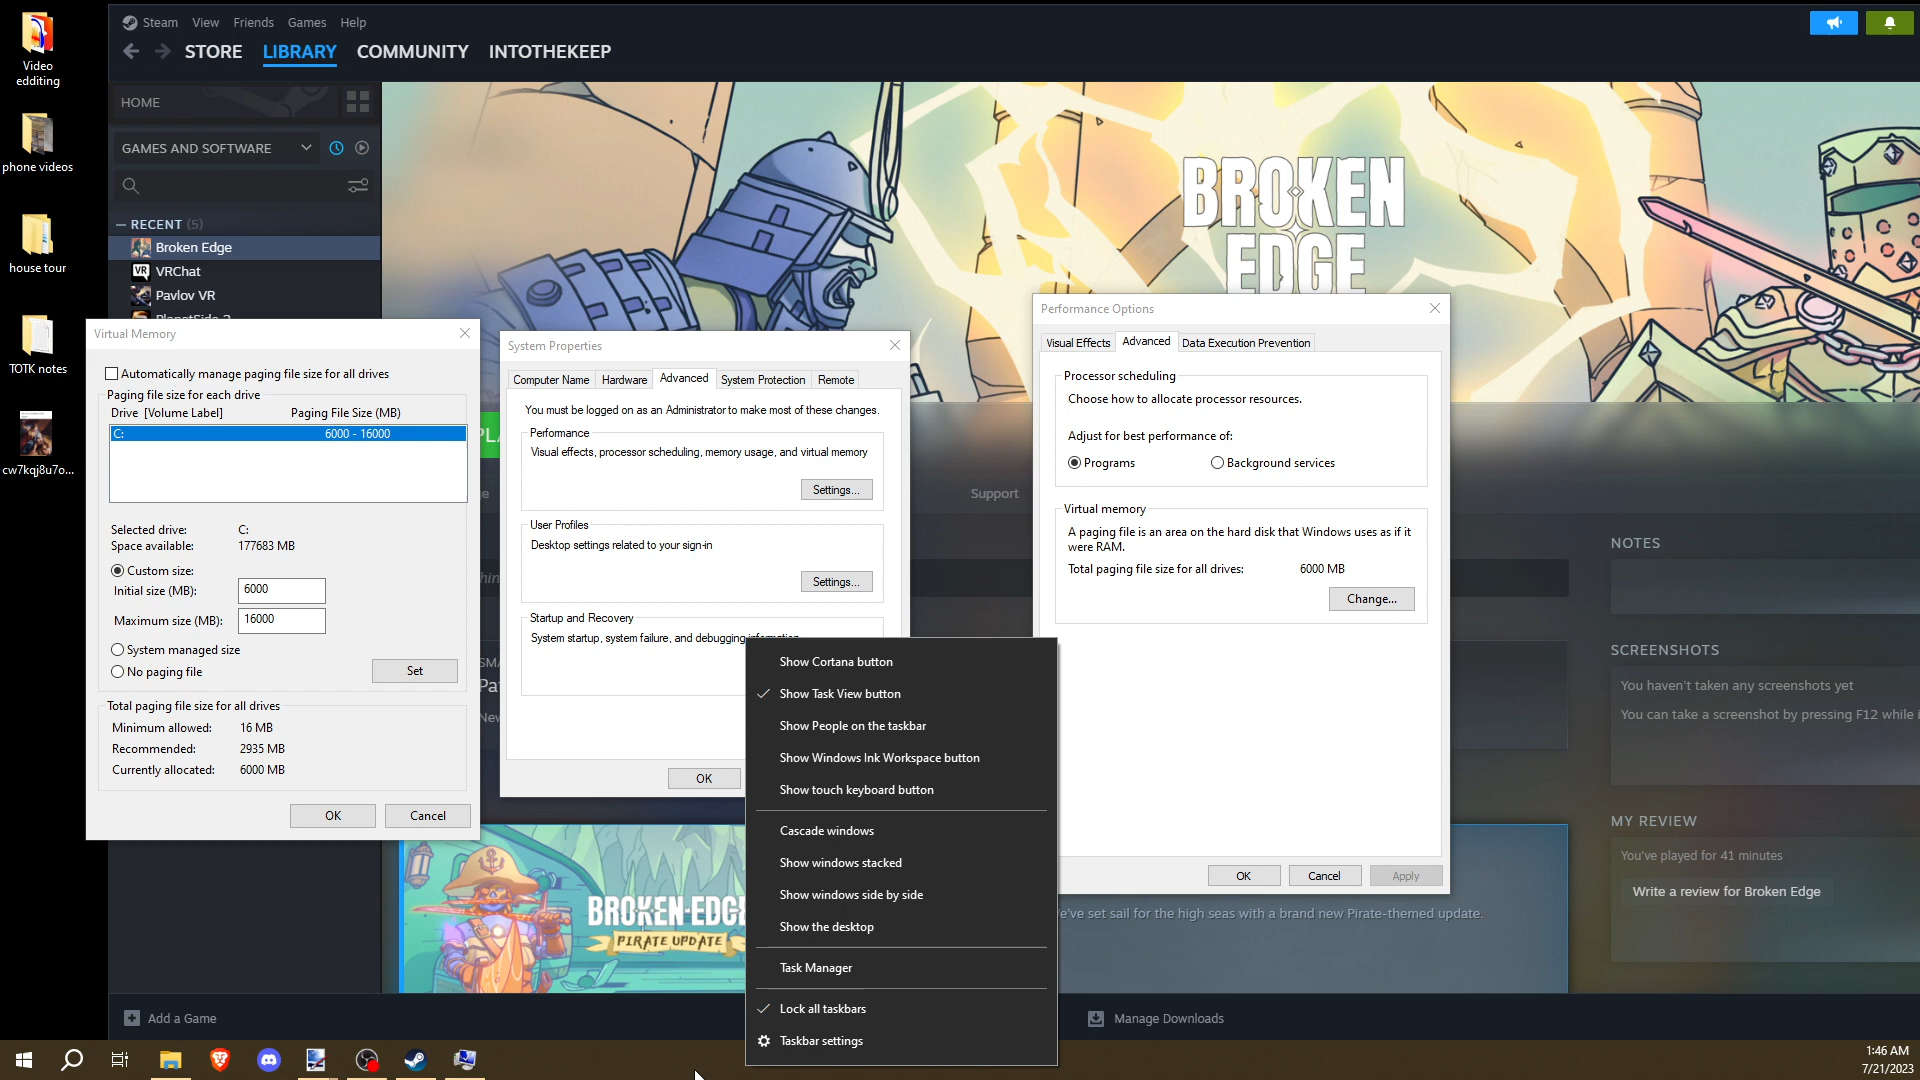 Video
edditing
phone videos
house tour
TOTK notes
cw7kqj8u7o...
Steam View Friends Games Help
STORE LIBRARY COMMUNITY INTOTHEKEEP
HOME
GAMES AND SOFTWARE
— RECENT (5)
Broken Edge
VRChat
Pavlov VR
PlanetSide 2
BROKEN
EDGE
Virtual Memory
Automatically manage paging file size for all drives
Paging file size for each drive
Drive [Volume Label] Paging File Size (MB)
C: 6000 - 16000
Selected drive: C:
Space available: 177683 MB
Custom size:
Initial size (MB): 6000
Maximum size (MB): 16000
System managed size
No paging file
Set
Total paging file size for all drives
Minimum allowed: 16 MB
Recommended: 2935 MB
Currently allocated: 6000 MB
OK Cancel
System Properties
Computer Name Hardware Advanced System Protection Remote
You must be logged on as an Administrator to make most of these changes.
Performance
Visual effects, processor scheduling, memory usage, and virtual memory
Settings...
User Profiles
Desktop settings related to your sign-in
Settings...
Startup and Recovery
System startup, system failure, and debugging information
OK
Show Cortana button
Show Task View button
Show People on the taskbar
Show Windows Ink Workspace button
Show touch keyboard button
Cascade windows
Show windows stacked
Show windows side by side
Show the desktop
Task Manager
Lock all taskbars
Taskbar settings
Performance Options
Visual Effects Advanced Data Execution Prevention
Processor scheduling
Choose how to allocate processor resources.
Adjust for best performance of:
Programs Background services
Virtual memory
A paging file is an area on the hard disk that Windows uses as if it
were RAM.
Total paging file size for all drives: 6000 MB
Change...
OK Cancel Apply
Support
NOTES
SCREENSHOTS
You haven't taken any screenshots yet
You can take a screenshot by pressing F12 while i
MY REVIEW
You've played for 41 minutes
Write a review for Broken Edge
BROKEN-EDG
PIRATE UPDATE
e've set sail for the high seas with a brand new Pirate-themed update.
Add a Game
Manage Downloads
1:46 AM
7/21/2023